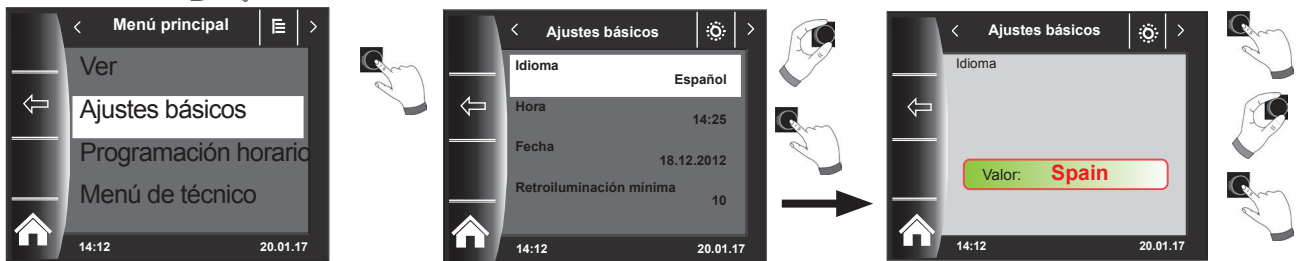 Menú principal
Ver
Ajustes básicos
Programación horario
Menú de técnico
14:12 20.01.17
Ajustes básicos
Idioma
Español
Hora
14:25
Fecha
18.12.2012
Retroiluminación mínima
10
14:12 20.01.17
Ajustes básicos
Idioma
Valor: Spain
14:12 20.01.17